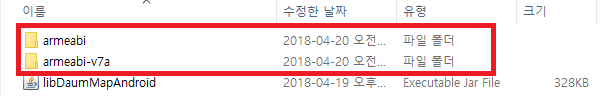 이름 수정한 날짜 유형 크기
armeabi 2018-04-20 오전... 파일 폴더
armeabi-v7a 2018-04-20 오전... 파일 폴더
libDaumMapAndroid 2018-04-19 오후... Executable Jar File 328KB